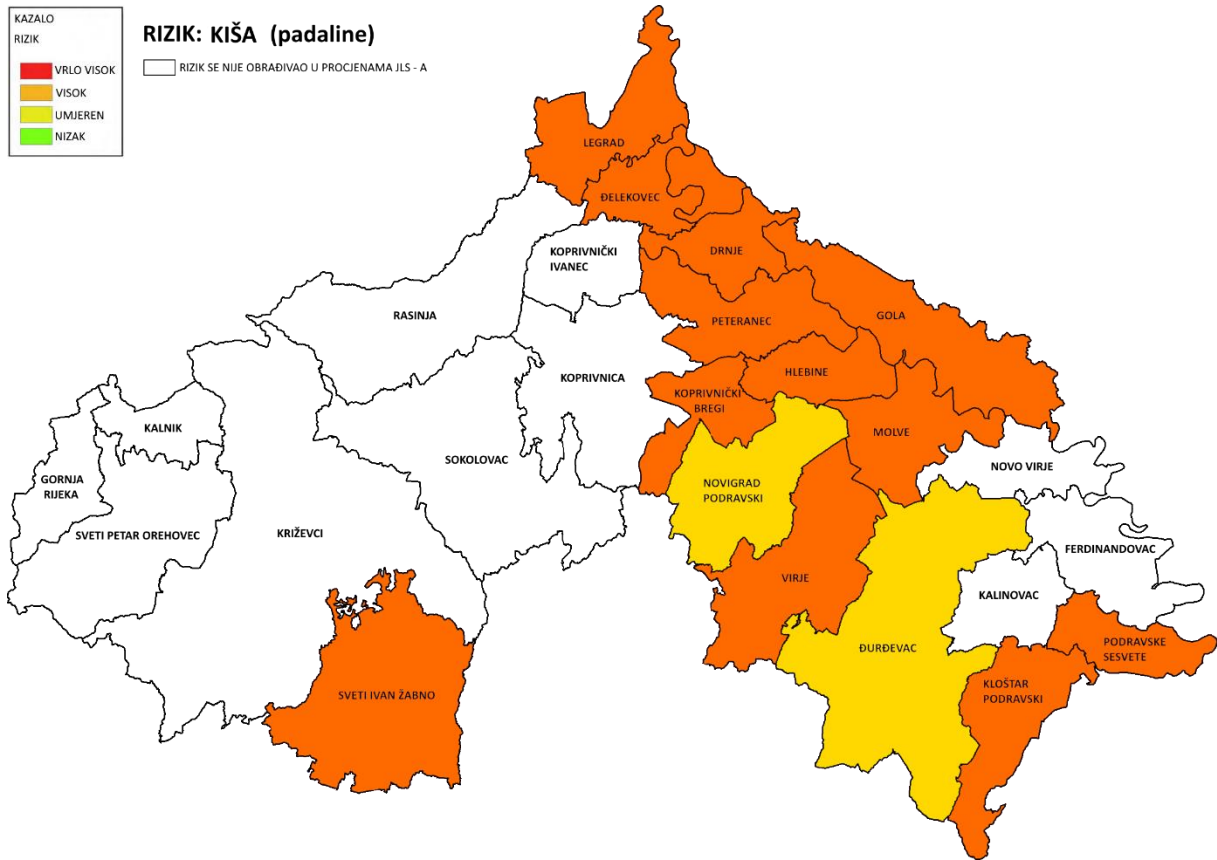 KAZALO
RIZIK
VRLO VISOK
VISOK
UMJEREN
NIZAK
RIZIK: KIŠA (padaline)
RIZIK SE NIJE OBRAĐIVAO U PROCJENAMA JLS - A
LEGRAD
ĐELEKOVEC
KOPRIVNIČKI
IVANEC
DRNJE
RASINJA
PETERANEC
GOLA
KOPRIVNICA
HLEBINE
KOPRIVNIČKI
BREGI
KALNIK
MOLVE
SOKOLOVAC
GORNJA
RIJEKA
NOVIGRAD
PODRAVSKI
NOVO VIRJE
SVETI PETAR OREHOVEC
KRIŽEVCI
FERDINANDOVAC
VIRJE
KALINOVAC
ĐURĐEVAC
PODRAVSKE
SESVETE
KLOŠTAR
PODRAVSKI
SVETI IVAN ŽABNO